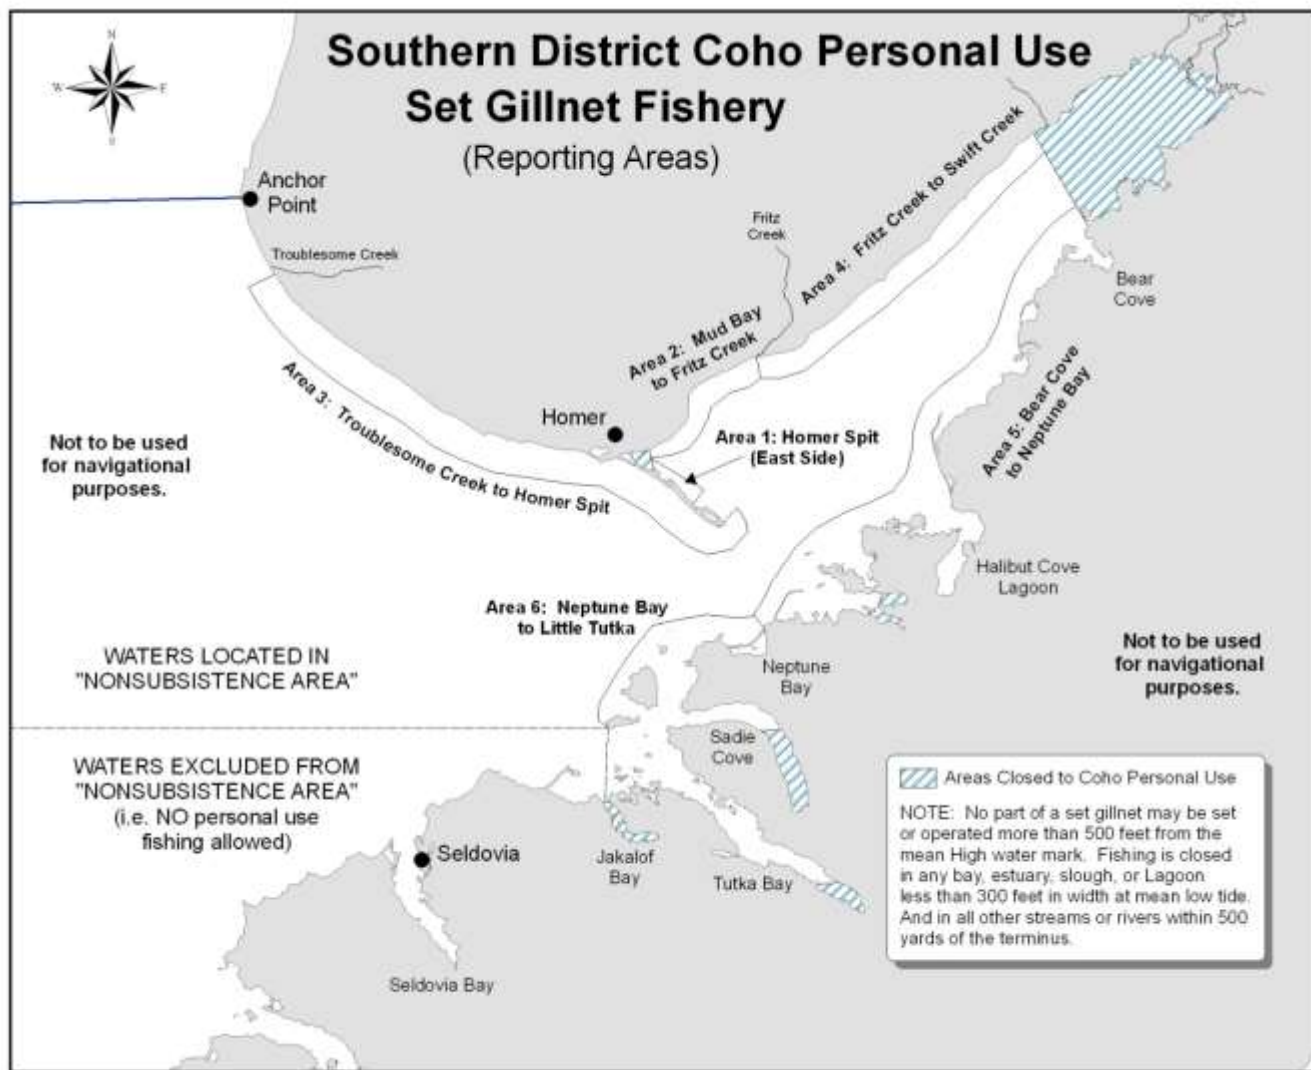 Southern District Coho Personal Use
Set Gillnet Fishery
(Reporting Areas)
N
W
E
S
Anchor
Point
Troublesome Creek
Fritz
Creek
Area 4: Fritz Creek to Swift Creek
Bear
Cove
Area 2: Mud Bay
to Fritz Creek
Homer
Area 1: Homer Spit
(East Side)
Area 3: Troublesome Creek to Homer Spit
Area 5: Bear Cove
to Neptune Bay
Not to be used
for navigational
purposes.
Halibut Cove
Lagoon
Area 6: Neptune Bay
to Little Tutka
WATERS LOCATED IN
"NONSUBSISTENCE AREA"
Neptune
Bay
Not to be used
for navigational
purposes.
Sadie
Cove
WATERS EXCLUDED FROM
"NONSUBSISTENCE AREA"
(i.e. NO personal use
fishing allowed)
Seldovia
Jakalof
Bay
Tutka Bay
Seldovia Bay
Areas Closed to Coho Personal Use
NOTE: No part of a set gillnet may be set
or operated more than 500 feet from the
mean High water mark. Fishing is closed
in any bay, estuary, slough, or Lagoon
less than 300 feet in width at mean low tide.
And in all other streams or rivers within 500
yards of the terminus.